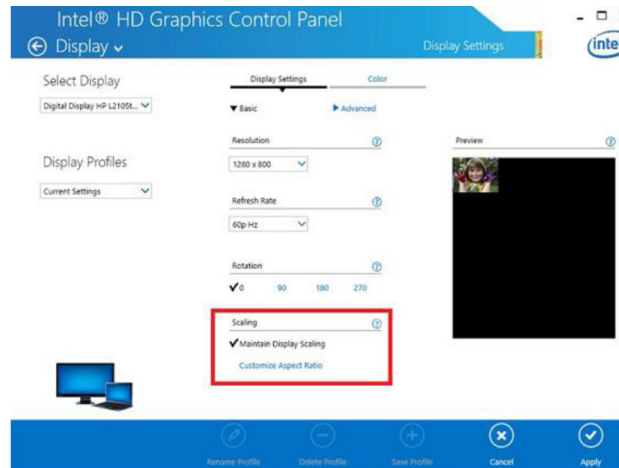 Intel® HD Graphics Control Panel
Display
Display Settings
Select Display
Digital Display HP L2105t...
Display Profiles
Current Settings
Display Settings
Color
Basic
Advanced
Resolution
1280 x 800
Refresh Rate
60p Hz
Rotation
0 90 180 270
Scaling
Maintain Display Scaling
Customize Aspect Ratio
Preview
Rename Profile
Delete Profile
Save Profile
Cancel
Apply